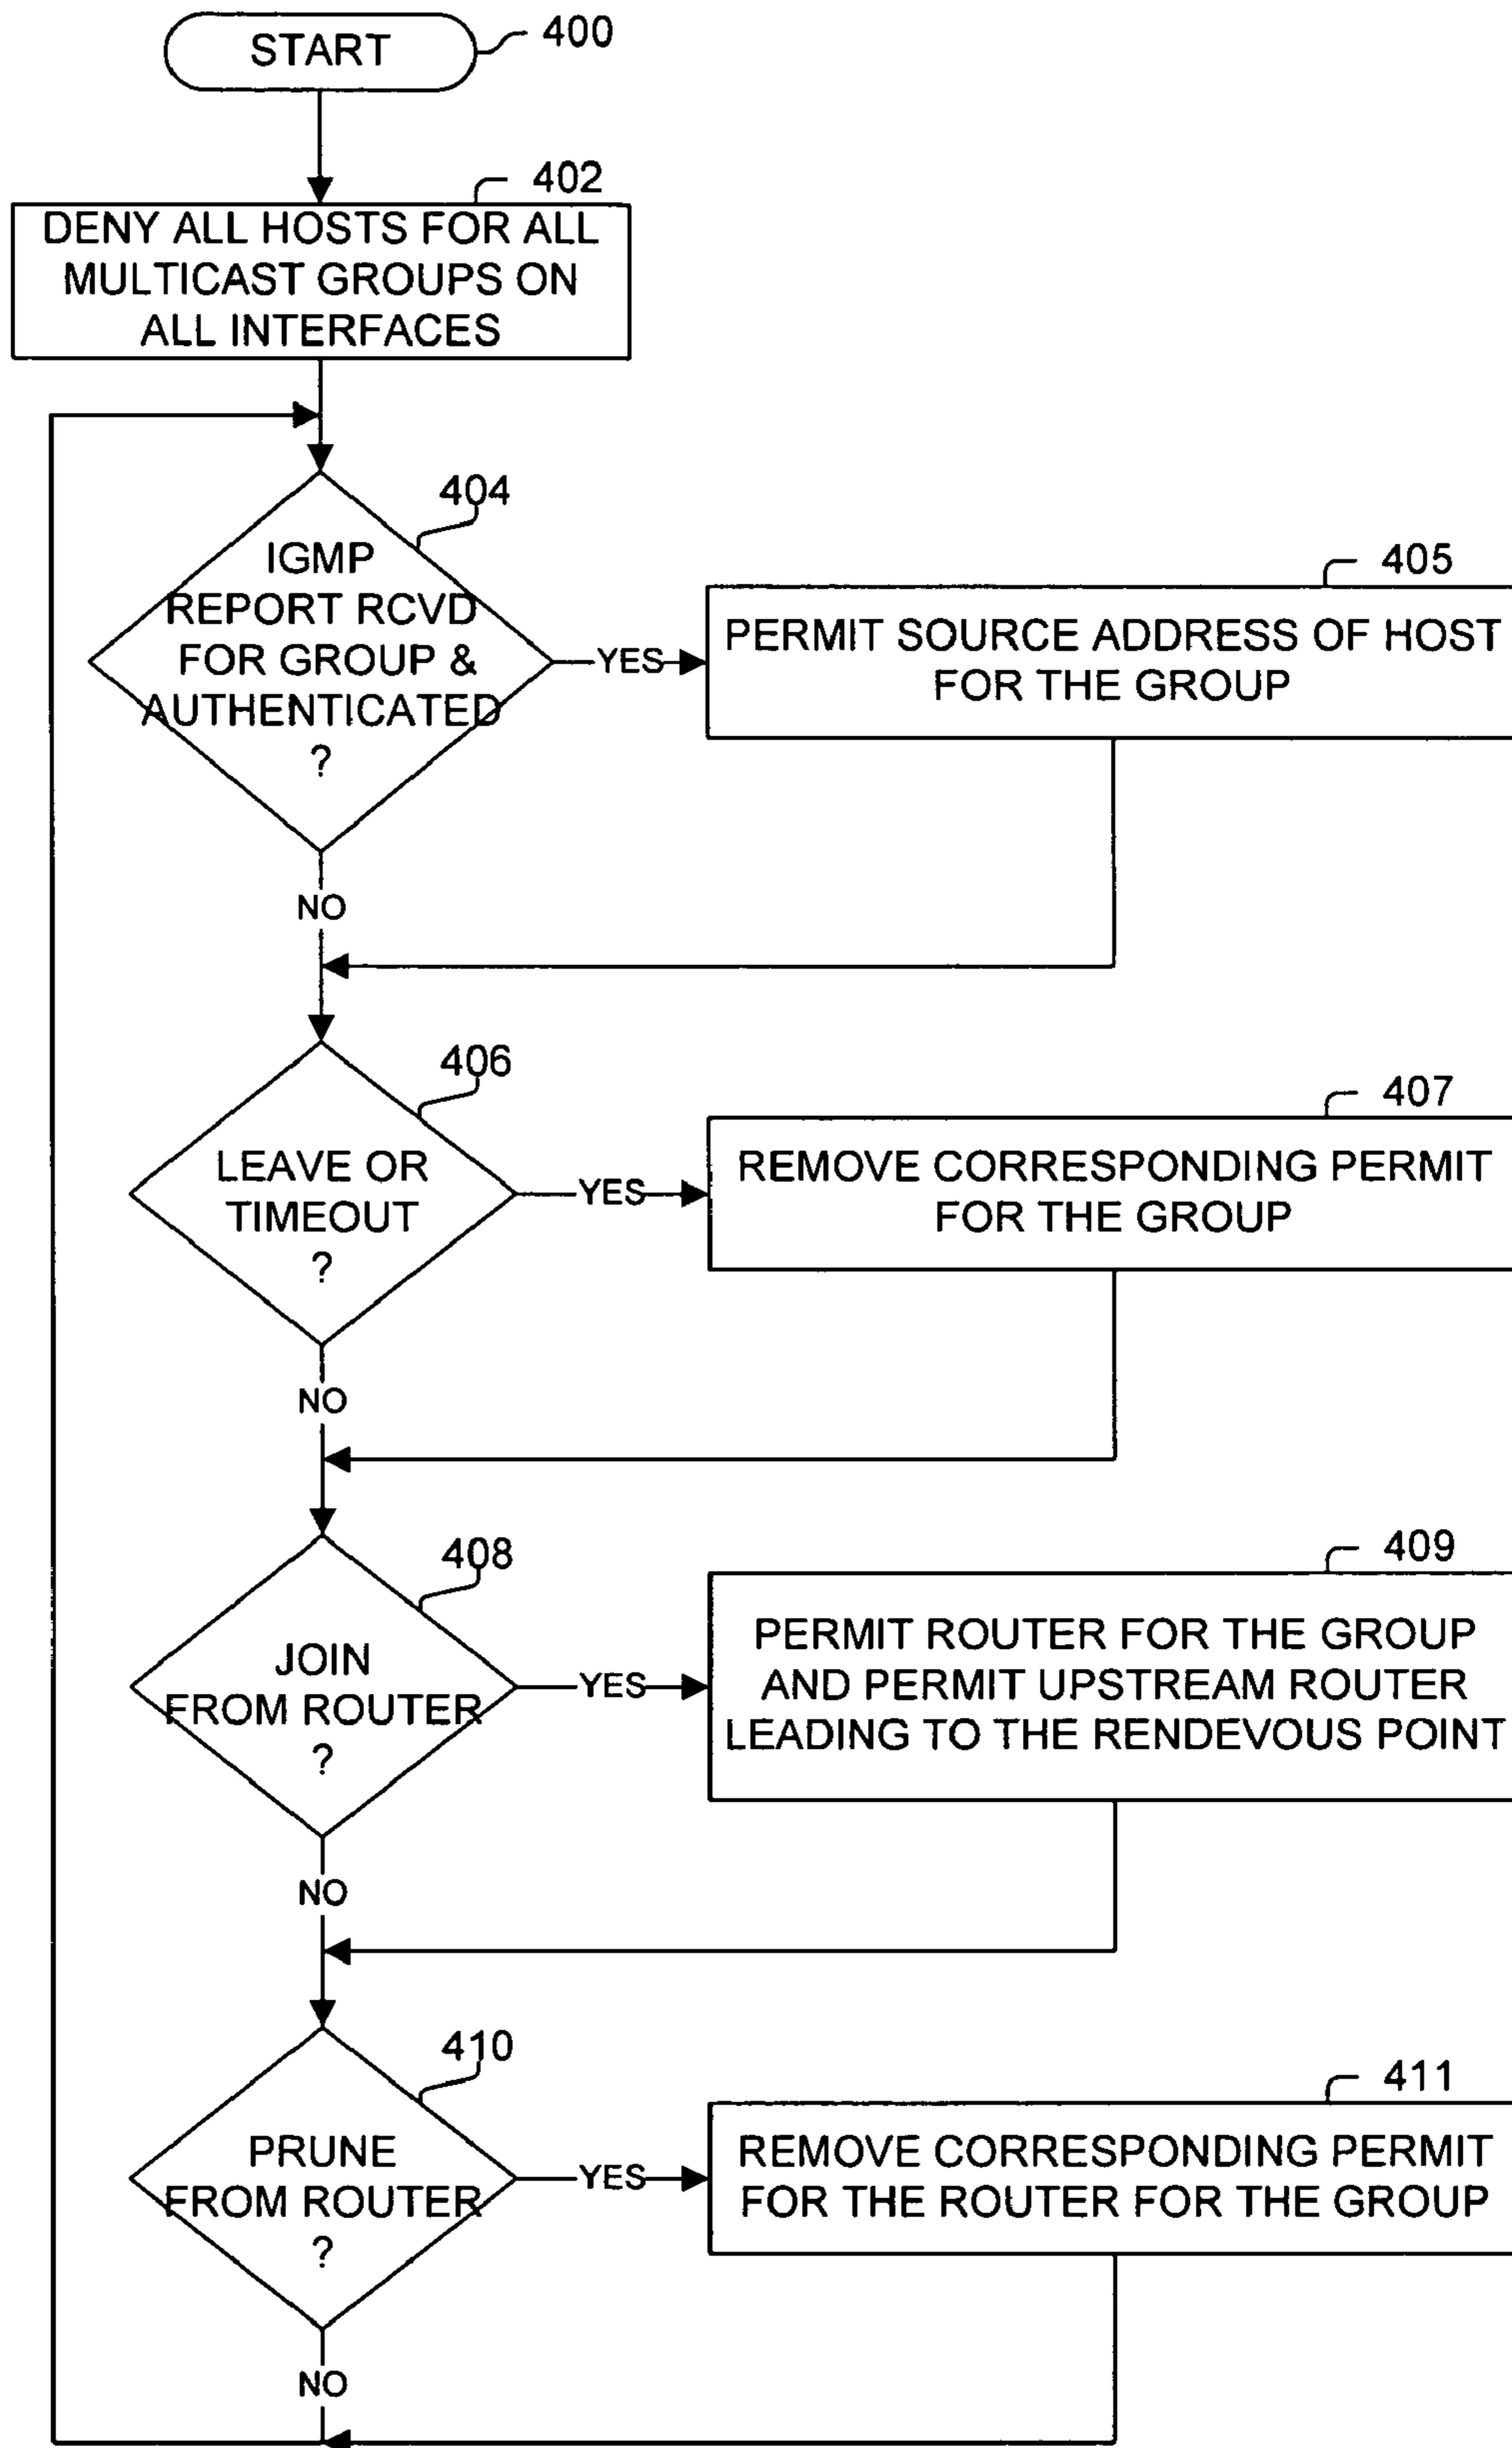 START
400
402
DENY ALL HOSTS FOR ALL
MULTICAST GROUPS ON
ALL INTERFACES
404
IGMP
REPORT RCVD
FOR GROUP &
AUTHENTICATED
?
YES
405
PERMIT SOURCE ADDRESS OF HOST
FOR THE GROUP
NO
406
LEAVE OR
TIMEOUT
?
YES
407
REMOVE CORRESPONDING PERMIT
FOR THE GROUP
NO
408
JOIN
FROM ROUTER
?
YES
409
PERMIT ROUTER FOR THE GROUP
AND PERMIT UPSTREAM ROUTER
LEADING TO THE RENDEVOUS POINT
NO
410
PRUNE
FROM ROUTER
?
YES
411
REMOVE CORRESPONDING PERMIT
FOR THE ROUTER FOR THE GROUP
NO